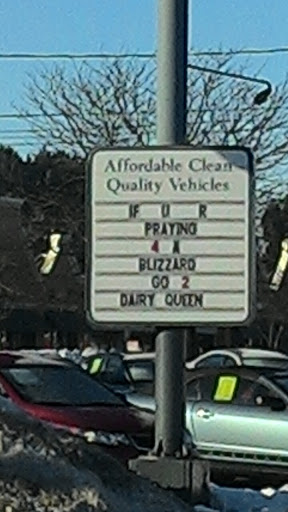 Affordable Clean
Quality Vehicles
IF U R
PRAYING
4 A
BLIZZARD
GO 2
DAIRY QUEEN